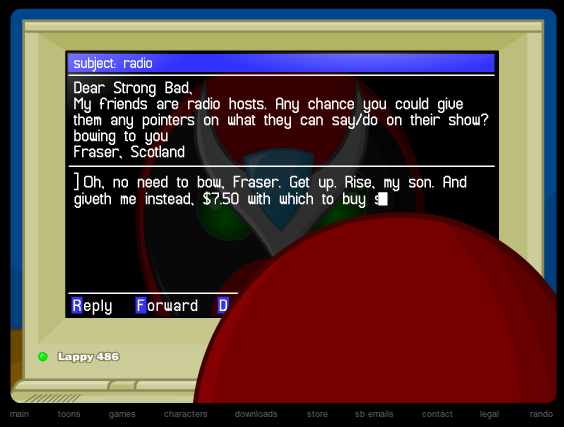 subject: radio
Dear Strong Bad,
My friends are radio hosts. Any chance you could give
them any pointers on what they can say/do on their show?
bowing to you
Fraser, Scotland
]Oh, no need to bow, Fraser. Get up. Rise, my son. And
giveth me instead, $7.50 with which to buy s
Reply Forward D
Lappy 486
main toons games characters downloads store sb emails contact legal rando